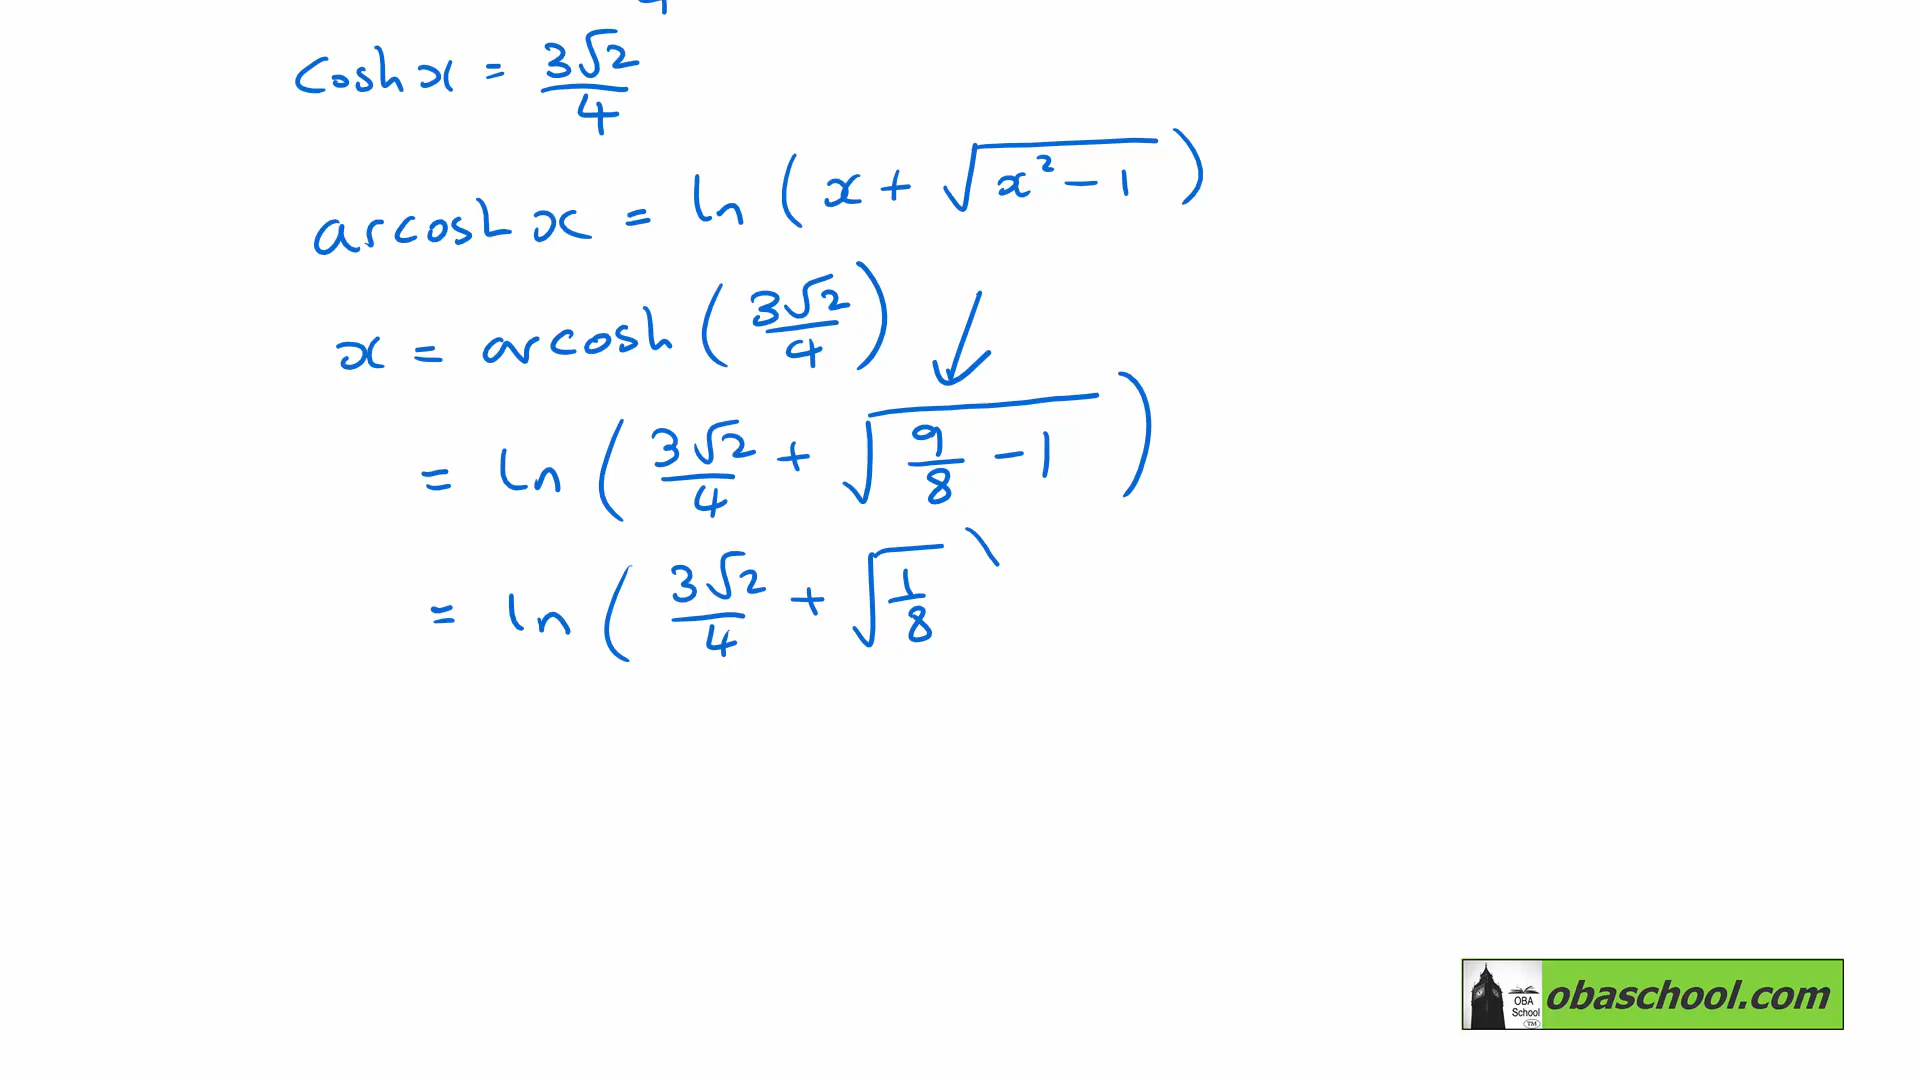 cosh x = 3√2/4
arcosh x = ln (x + √(x² - 1))
x = arcosh (3√2/4)
= ln (3√2/4 + √(9/8 - 1))
= ln (3√2/4 + √(1/8))
OBA
School
TM
obaschool.com